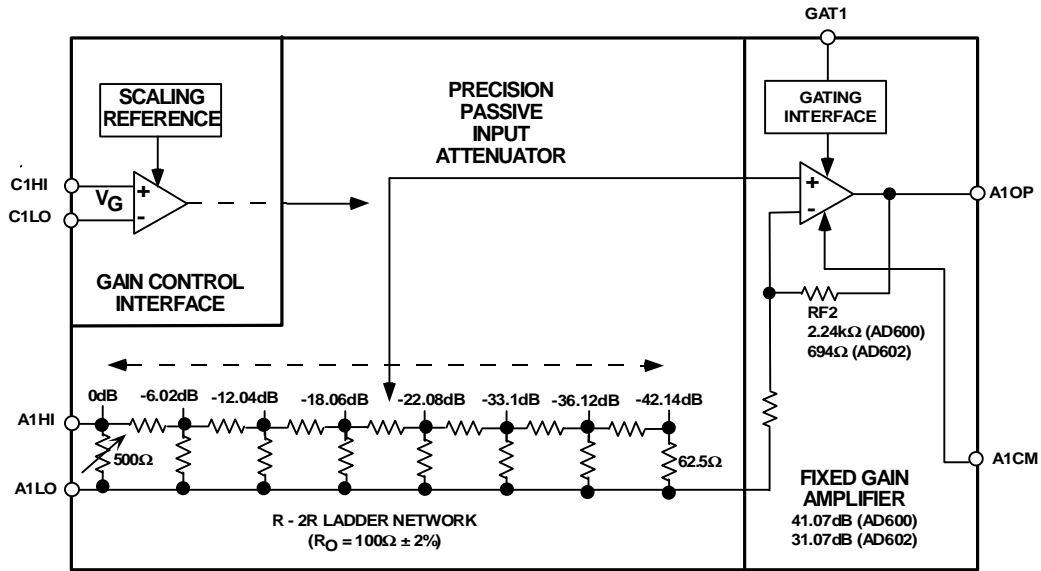 GAT1
SCALING
REFERENCE
PRECISION
PASSIVE
INPUT
ATTENUATOR
GATING
INTERFACE
C1HI
VG
+
-
C1LO
+
-
A1OP
GAIN CONTROL
INTERFACE
RF2
2.24kΩ (AD600)
694Ω (AD602)
0dB
-6.02dB
-12.04dB
-18.06dB
-22.08dB
-33.1dB
-36.12dB
-42.14dB
A1HI
500Ω
62.5Ω
A1LO
A1CM
R - 2R LADDER NETWORK
(RO = 100Ω ± 2%)
FIXED GAIN
AMPLIFIER
41.07dB (AD600)
31.07dB (AD602)